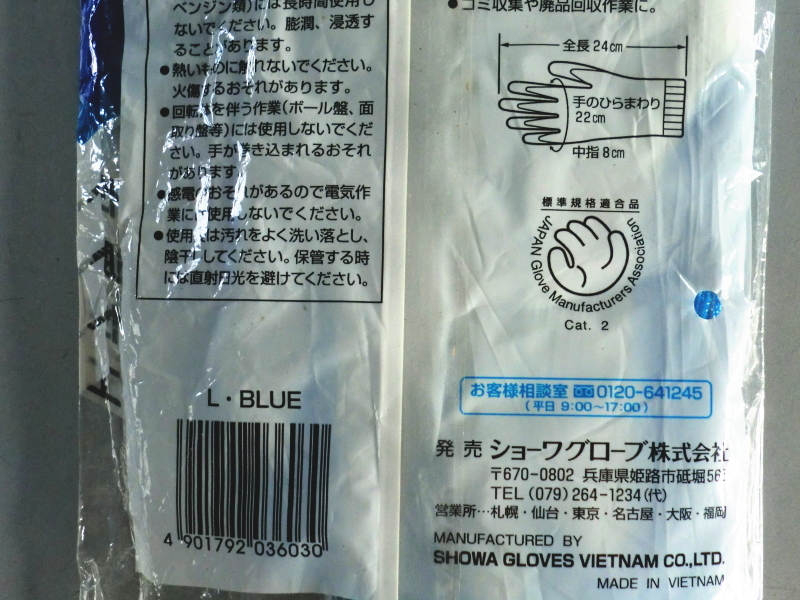 ベンジン類)には長時間使用し
ないでください。膨潤、浸透す
ることがあります。
●熱いものに触れないでください。
火傷するおそれがあります。
●回転を伴う作業(ボール盤、面
取り盤等)には使用しないでくだ
さい。手が巻き込まれるおそれ
があります
●感電のおそれがあるので電気作
業には使用しないでください。
●使用後は汚れをよく洗い落とし、
陰干ししてください。保管する時
には直射日光を避けてください。
L・BLUE
4 901792 036030
●ゴミ収集や廃品回収作業に。
全長24cm
手のひらまわり
22cm
中指8cm
標準規格適合品
JAPAN Glove Manufacturers Association
Cat. 2
お客様相談室 0120-641245
(平日 9:00〜17:00)
発売 ショーワグローブ株式会社
〒670-0802 兵庫県姫路市砥堀56
TEL (079) 264-1234(代)
営業所…札幌・仙台・東京・名古屋・大阪・福岡
MANUFACTURED BY
SHOWA GLOVES VIETNAM CO.,LTD.
MADE IN VIETNAM